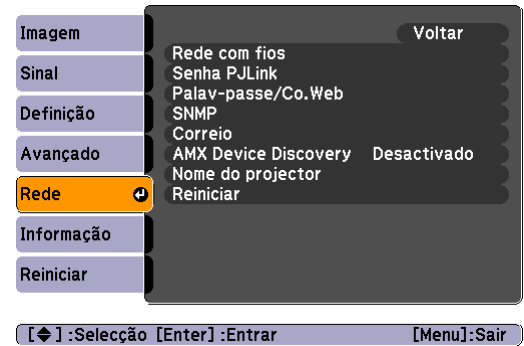 Imagem
Sinal
Definição
Avançado
Rede
Informação
Reiniciar
Voltar
Rede com fios
Senha PJLink
Palav-passe/Co.Web
SNMP
Correio
AMX Device Discovery Desactivado
Nome do projector
Reiniciar
[◆] :Selecção [Enter] :Entrar [Menu]:Sair